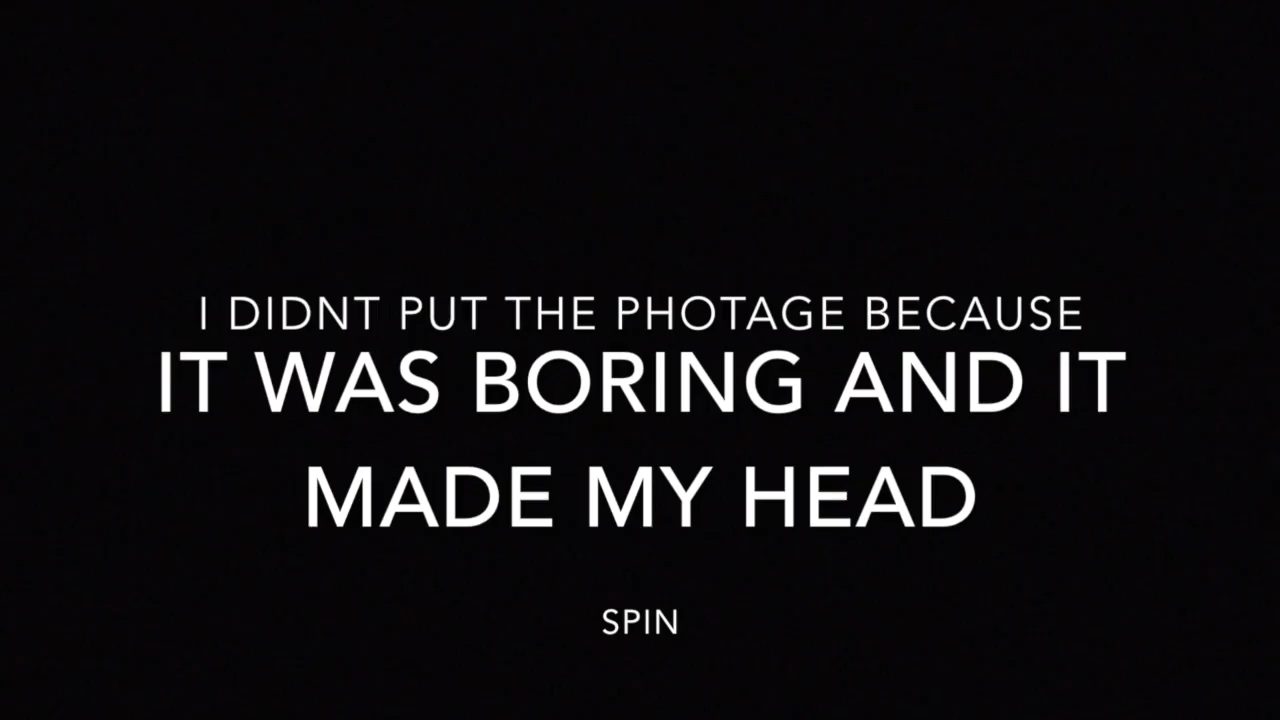 I DIDNT PUT THE PHOTAGE BECAUSE
IT WAS BORING AND IT
MADE MY HEAD
SPIN